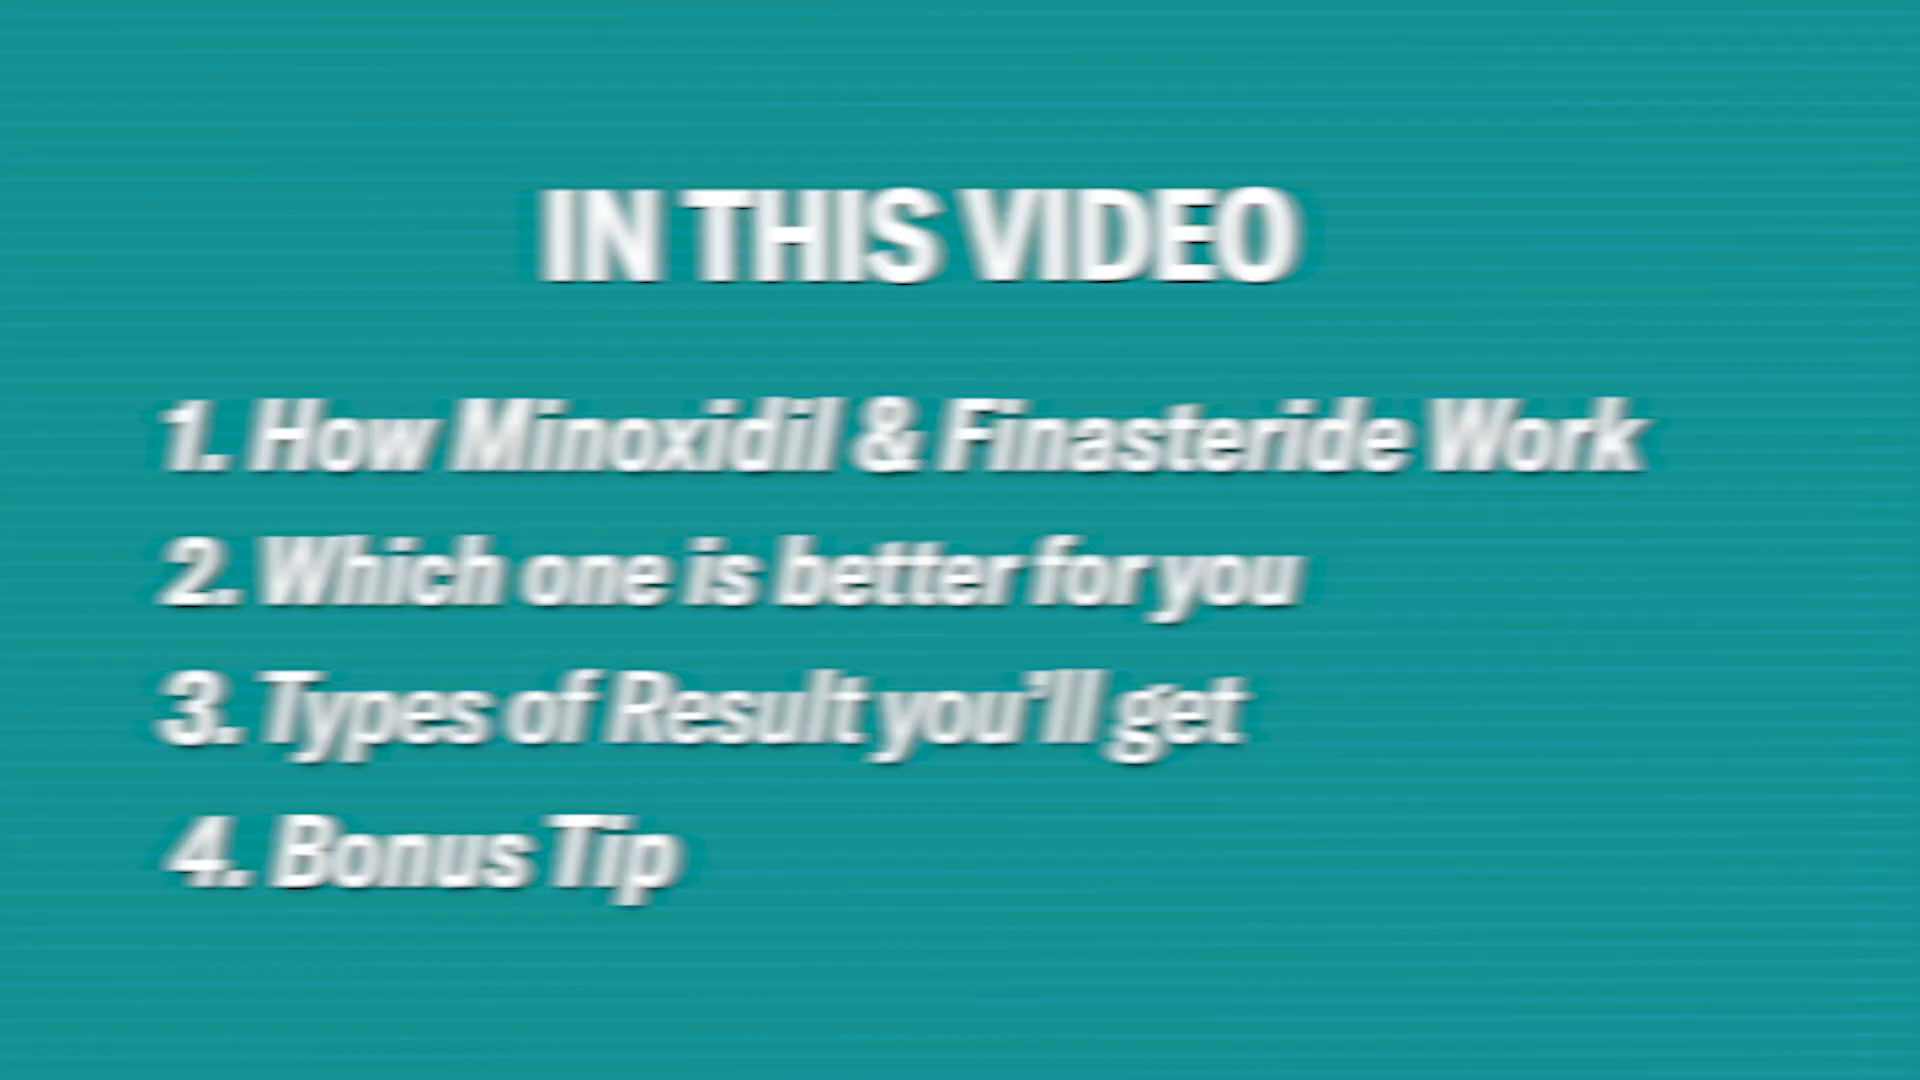 IN THIS VIDEO
1. How Minoxidil & Finasteride Work
2. Which one is better for you
3. Types of Result you'll get
4. Bonus Tip